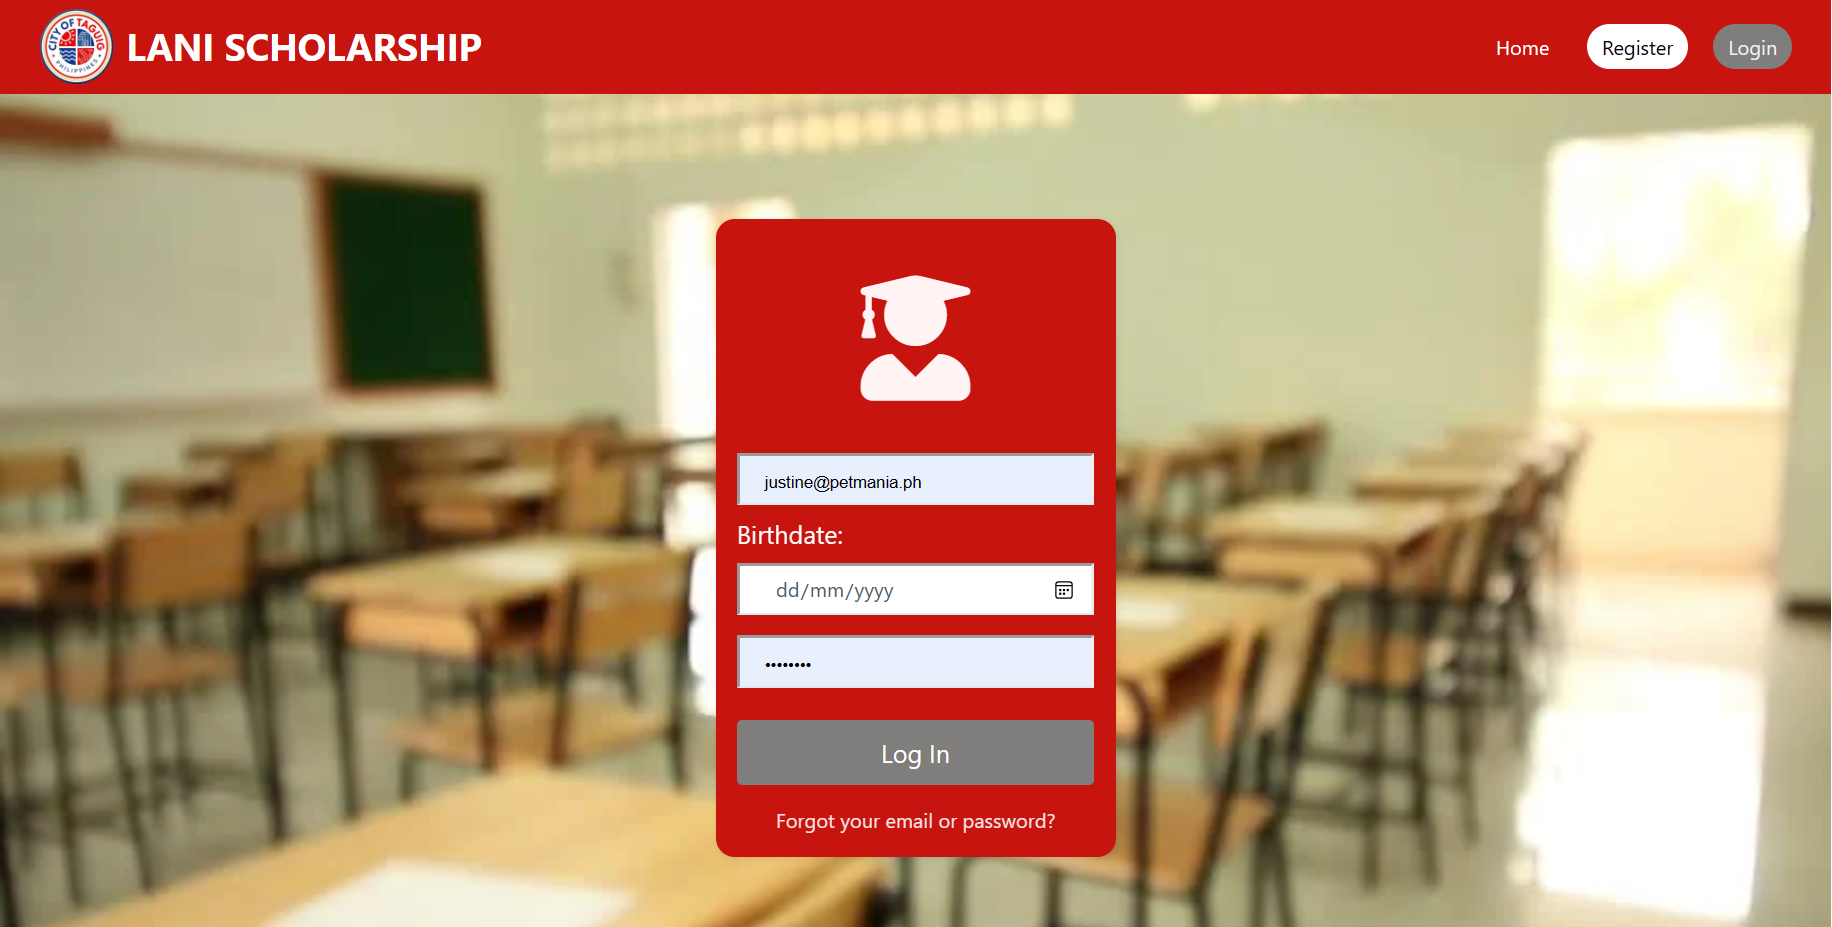 CITY OF TAGUIG
PHILIPPINES
LANI SCHOLARSHIP
Home
Register
Login
justine@petmania.ph
Birthdate:
dd/mm/yyyy
••••••••
Log In
Forgot your email or password?